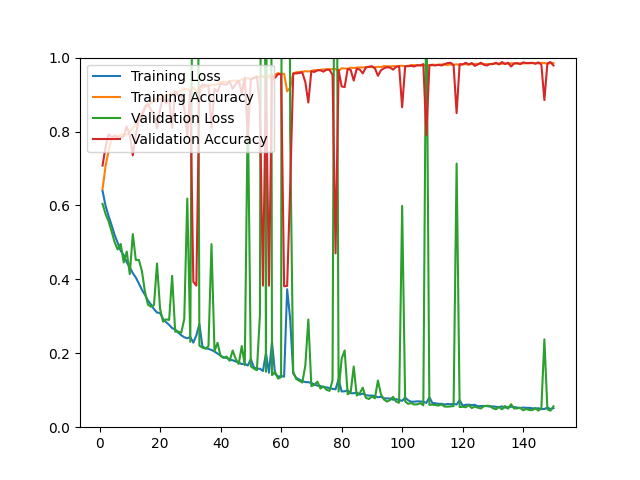 1.0
0.8
0.6
0.4
0.2
0.0
Training Loss
Training Accuracy
Validation Loss
Validation Accuracy
0 20 40 60 80 100 120 140